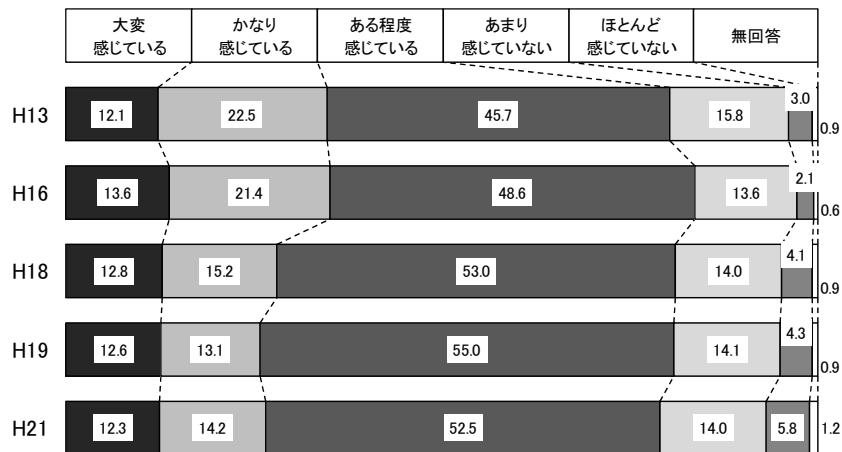 大変
感じている
かなり
感じている
ある程度
感じている
あまり
感じていない
ほとんど
感じていない
無回答
H13
12.1
22.5
45.7
15.8
3.0
0.9
H16
13.6
21.4
48.6
13.6
2.1
0.6
H18
12.8
15.2
53.0
14.0
4.1
0.9
H19
12.6
13.1
55.0
14.1
4.3
0.9
H21
12.3
14.2
52.5
14.0
5.8
1.2